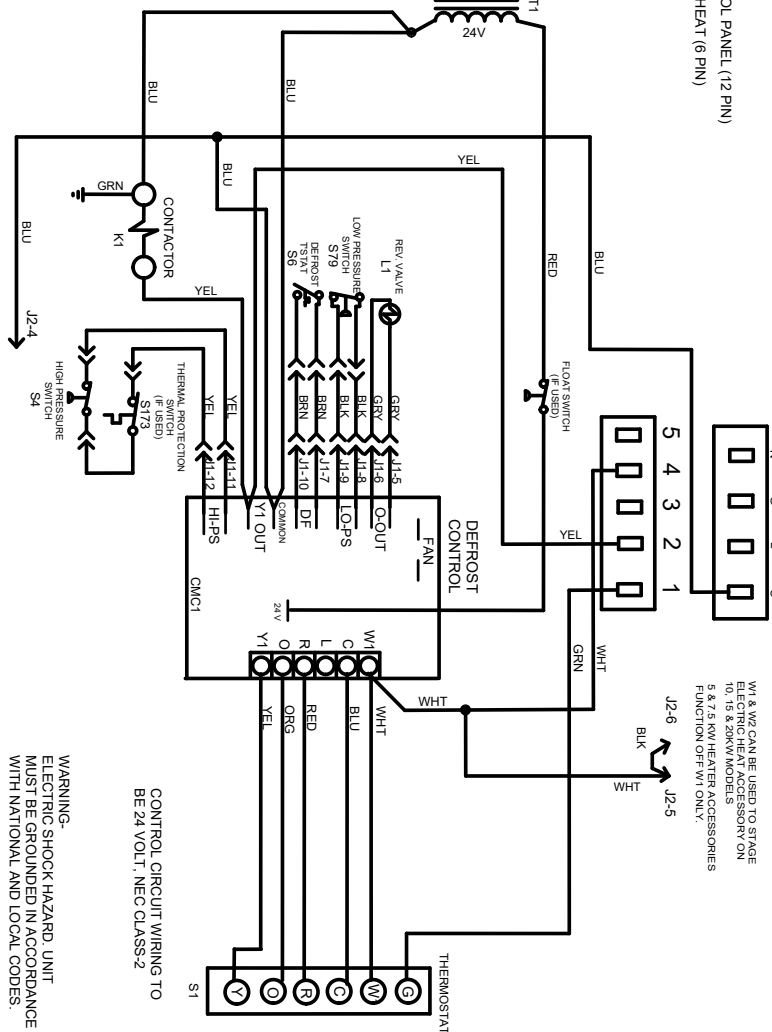 OL PANEL (12 PIN)
HEAT (6 PIN)
T1
24V
BLU
BLU
BLU
BLU
BLU
GRN
CONTACTOR
K1
YEL
YEL
RED
BLU
J2-4
REV. VALVE
L1
LOW PRESSURE
SWITCH
S79
DEFROST
T'STAT
S6
GRY
GRY
BLK
BLK
BRN
BRN
J1-5
J1-6
J1-8
J1-9
J1-7
J1-10
YEL
YEL
J1-11
J1-12
THERMAL PROTECTION
SWITCH
(IF USED)
S173
HIGH PRESSURE
SWITCH
S4
FLOAT SWITCH
(IF USED)
5
4
3
2
1
YEL
WHT
GRN
DEFROST
CONTROL
FAN
O-OUT
LO-PS
DF
COMMON
Y1 OUT
HI-PS
CMC1
24V
W1
C
L
R
O
Y1
WHT
BLU
RED
ORG
YEL
WHT
WHT
J2-6
J2-5
BLK
W1 & W2 CAN BE USED TO STAGE
ELECTRIC HEAT ACCESSORY ON
10, 15 & 20KW MODELS
5 & 7.5 KW HEATER ACCESSORIES
FUNCTION OFF W1 ONLY.
THERMOSTAT
G
W
C
R
O
Y
S1
CONTROL CIRCUIT WIRING TO
BE 24 VOLT, NEC CLASS-2
WARNING-
ELECTRIC SHOCK HAZARD. UNIT
MUST BE GROUNDED IN ACCORDANCE
WITH NATIONAL AND LOCAL CODES.